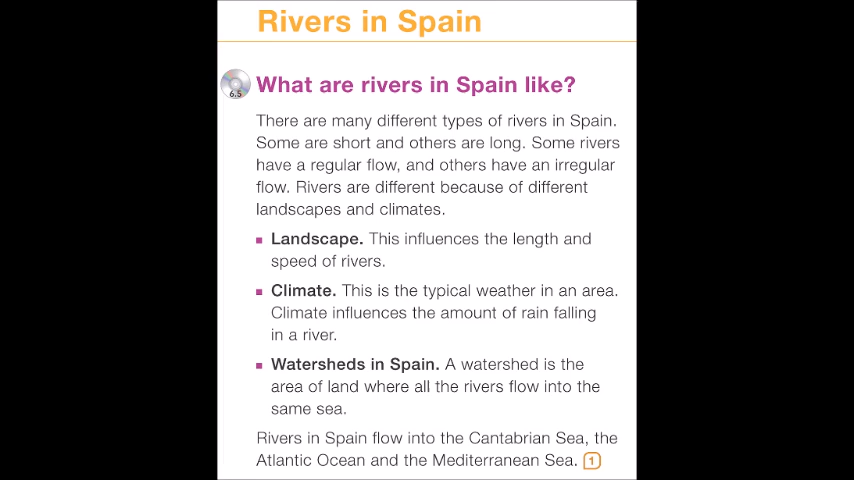 Rivers in Spain
6.5
What are rivers in Spain like?
There are many different types of rivers in Spain.
Some are short and others are long. Some rivers
have a regular flow, and others have an irregular
flow. Rivers are different because of different
landscapes and climates.
Landscape. This influences the length and
speed of rivers.
Climate. This is the typical weather in an area.
Climate influences the amount of rain falling
in a river.
Watersheds in Spain. A watershed is the
area of land where all the rivers flow into the
same sea.
Rivers in Spain flow into the Cantabrian Sea, the
Atlantic Ocean and the Mediterranean Sea. 1